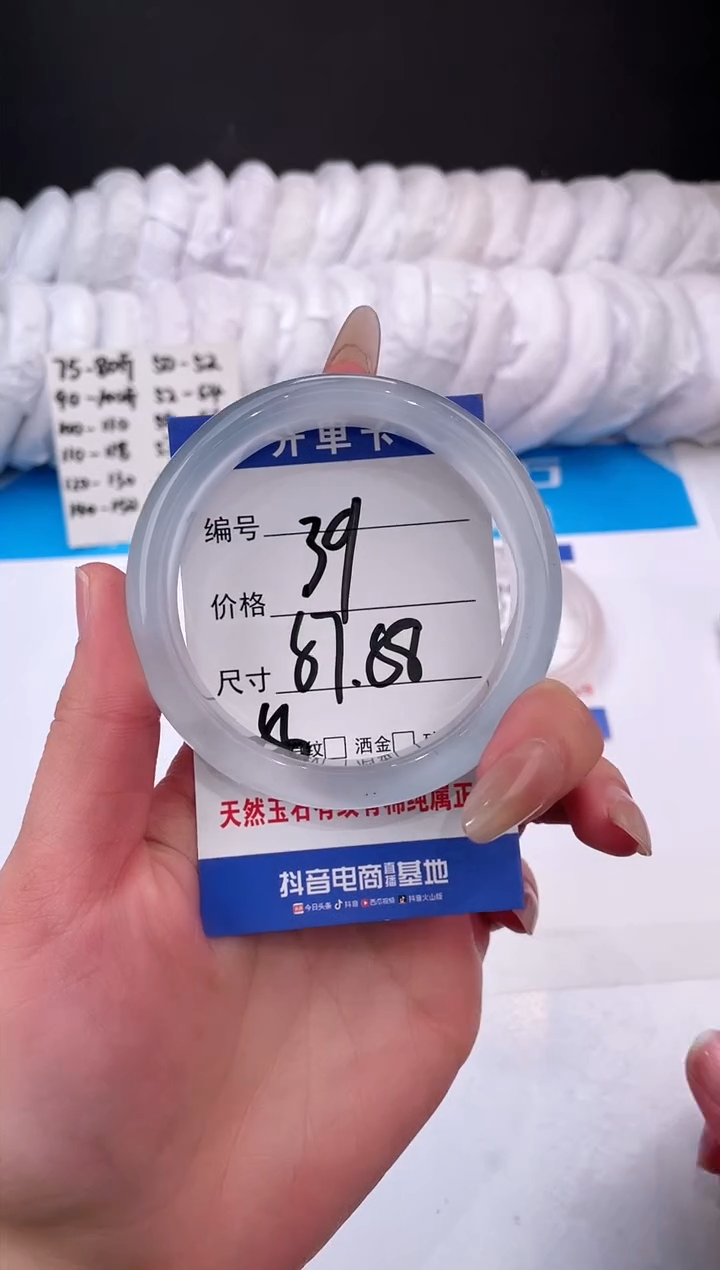 75-80斤 50-52
90-100斤 52-54
100-110
110-118
120-130
140-150
开单卡
编号 39
价格
尺寸 57.88
纹□ 洒金□
天然玉石有纹有棉纯属正
抖音电商直播基地
今日头条 抖音 西瓜视频 抖音火山版